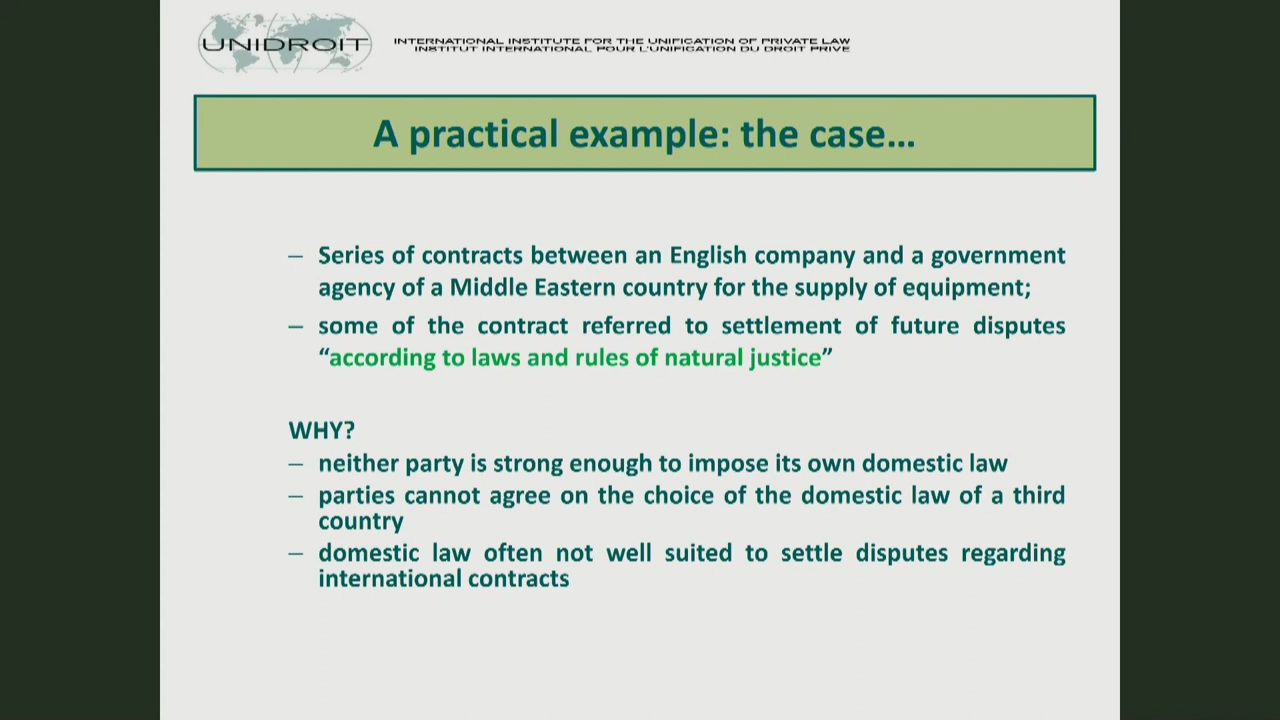 UNIDROIT
INTERNATIONAL INSTITUTE FOR THE UNIFICATION OF PRIVATE LAW
INSTITUT INTERNATIONAL POUR L'UNIFICATION DU DROIT PRIVE
A practical example: the case...
– Series of contracts between an English company and a government
agency of a Middle Eastern country for the supply of equipment;
– some of the contract referred to settlement of future disputes
“according to laws and rules of natural justice”
WHY?
– neither party is strong enough to impose its own domestic law
– parties cannot agree on the choice of the domestic law of a third
country
– domestic law often not well suited to settle disputes regarding
international contracts